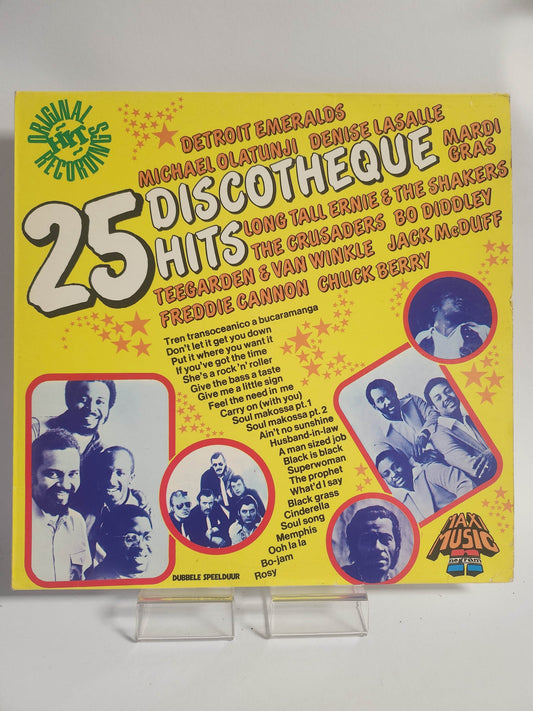 ORIGINAL
HIT
RECORDINGS
DETROIT EMERALDS
MICHAEL OLATUNJI DENISE LASALLE
25 DISCOTHEQUE HITS
MARDI
GRAS
LONG TALL ERNIE & THE SHAKERS
THE CRUSADERS BO DIDDLEY
TEEGARDEN & VAN WINKLE JACK McDUFF
FREDDIE CANNON CHUCK BERRY
Tren transoceanico a bucaramanga
Don't let it get you down
Put it where you want it
If you've got the time
She's a rock 'n' roller
Give the bass a taste
Give me a little sign
Feel the need in me
Carry on (with you)
Soul makossa pt.1
Soul makossa pt. 2
Ain't no sunshine
Husband-in-law
A man sized job
Black is black
Superwoman
The prophet
What'd I say
Black grass
Cinderella
Soul song
Memphis
Ooh la la
Bo-jam
Rosy
DUBBELE SPEELDUUR
MAXI
MUSIC
negram